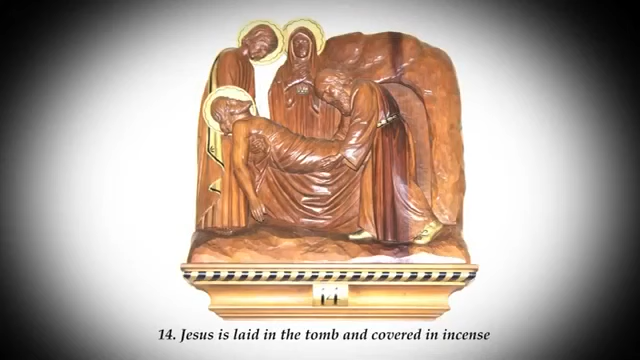 14
14. Jesus is laid in the tomb and covered in incense